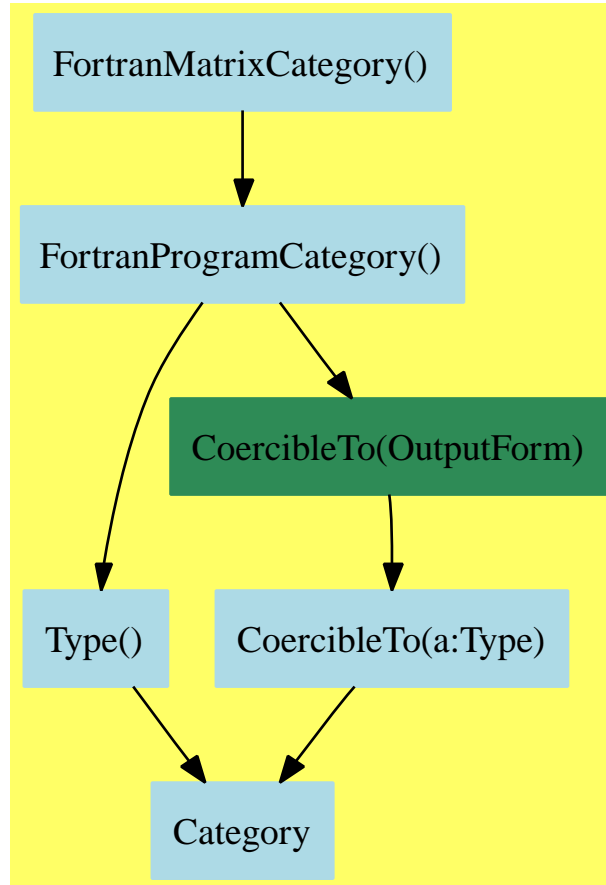 FortranMatrixCategory()
FortranProgramCategory()
CoercibleTo(OutputForm)
Type()
CoercibleTo(a:Type)
Category